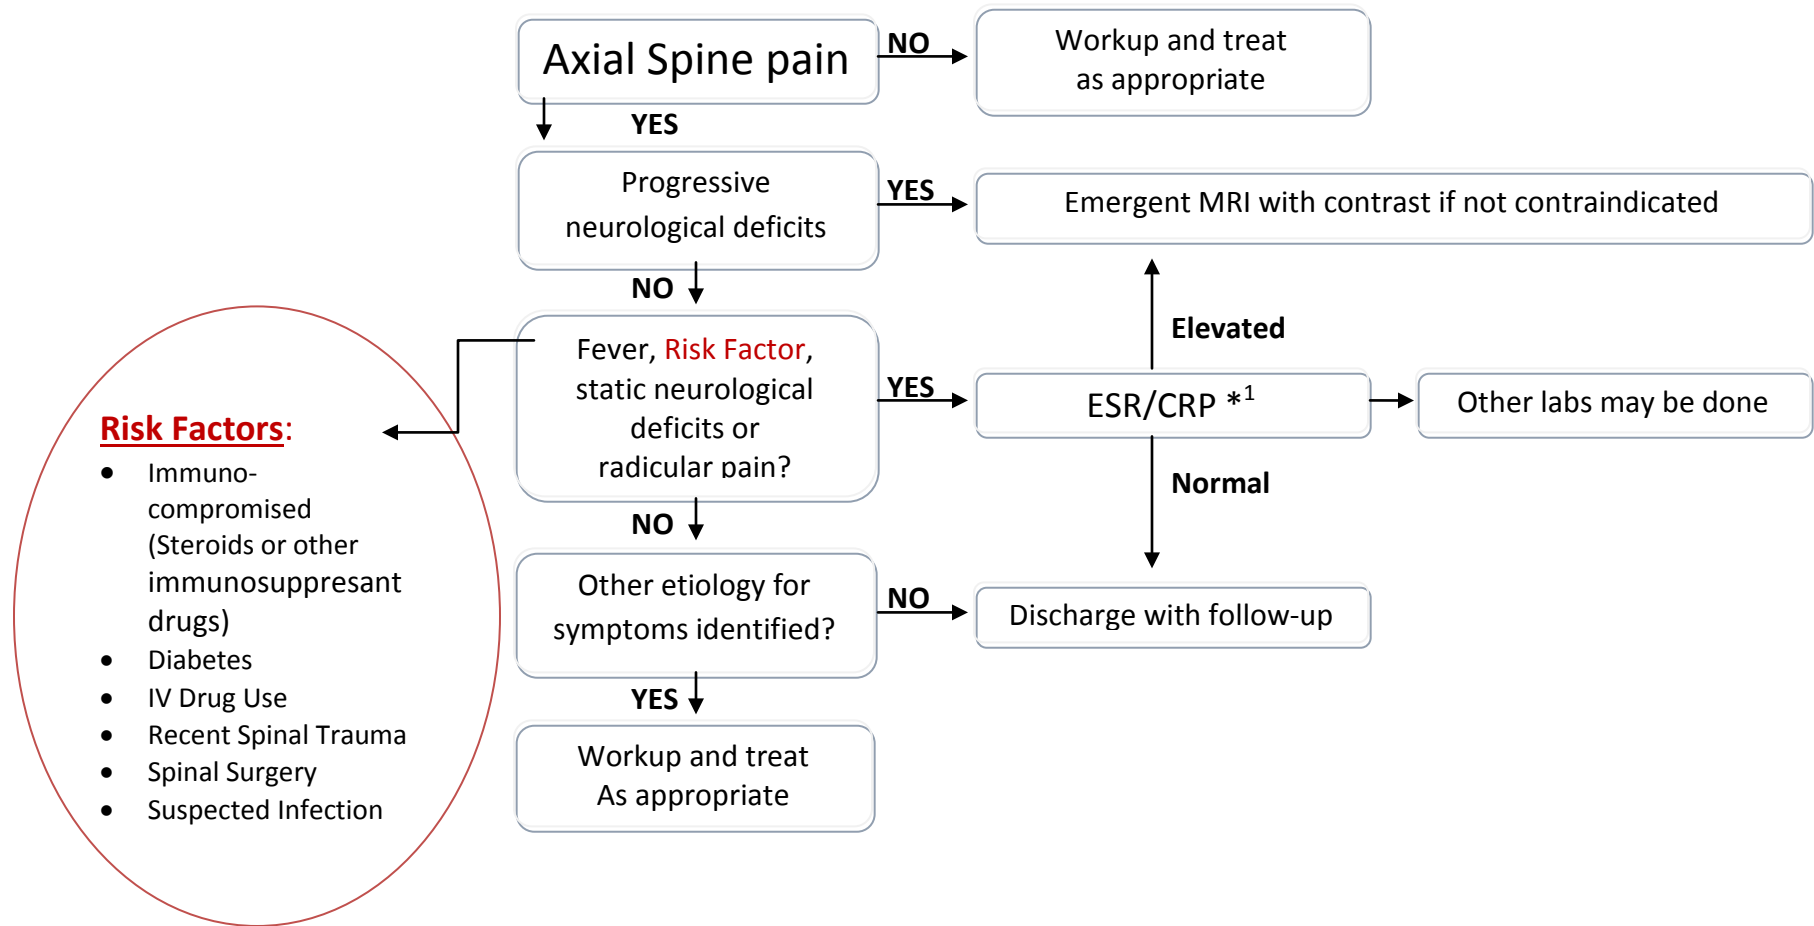 Axial Spine pain
NO
Workup and treat
as appropriate
YES
Progressive
neurological deficits
YES
Emergent MRI with contrast if not contraindicated
NO
Fever, Risk Factor,
static neurological
deficits or
radicular pain?
YES
Elevated
ESR/CRP *1
Other labs may be done
Normal
Risk Factors:
• Immuno-
compromised
(Steroids or other
immunosuppresant
drugs)
• Diabetes
• IV Drug Use
• Recent Spinal Trauma
• Spinal Surgery
• Suspected Infection
NO
Other etiology for
symptoms identified?
NO
Discharge with follow-up
YES
Workup and treat
As appropriate